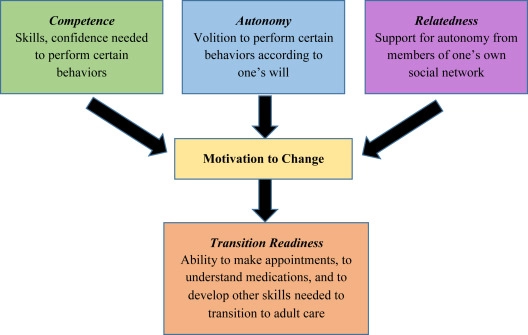 Competence
Skills, confidence needed
to perform certain
behaviors
Autonomy
Volition to perform certain
behaviors according to
one's will
Relatedness
Support for autonomy from
members of one's own
social network
Motivation to Change
Transition Readiness
Ability to make appointments, to
understand medications, and to
develop other skills needed to
transition to adult care